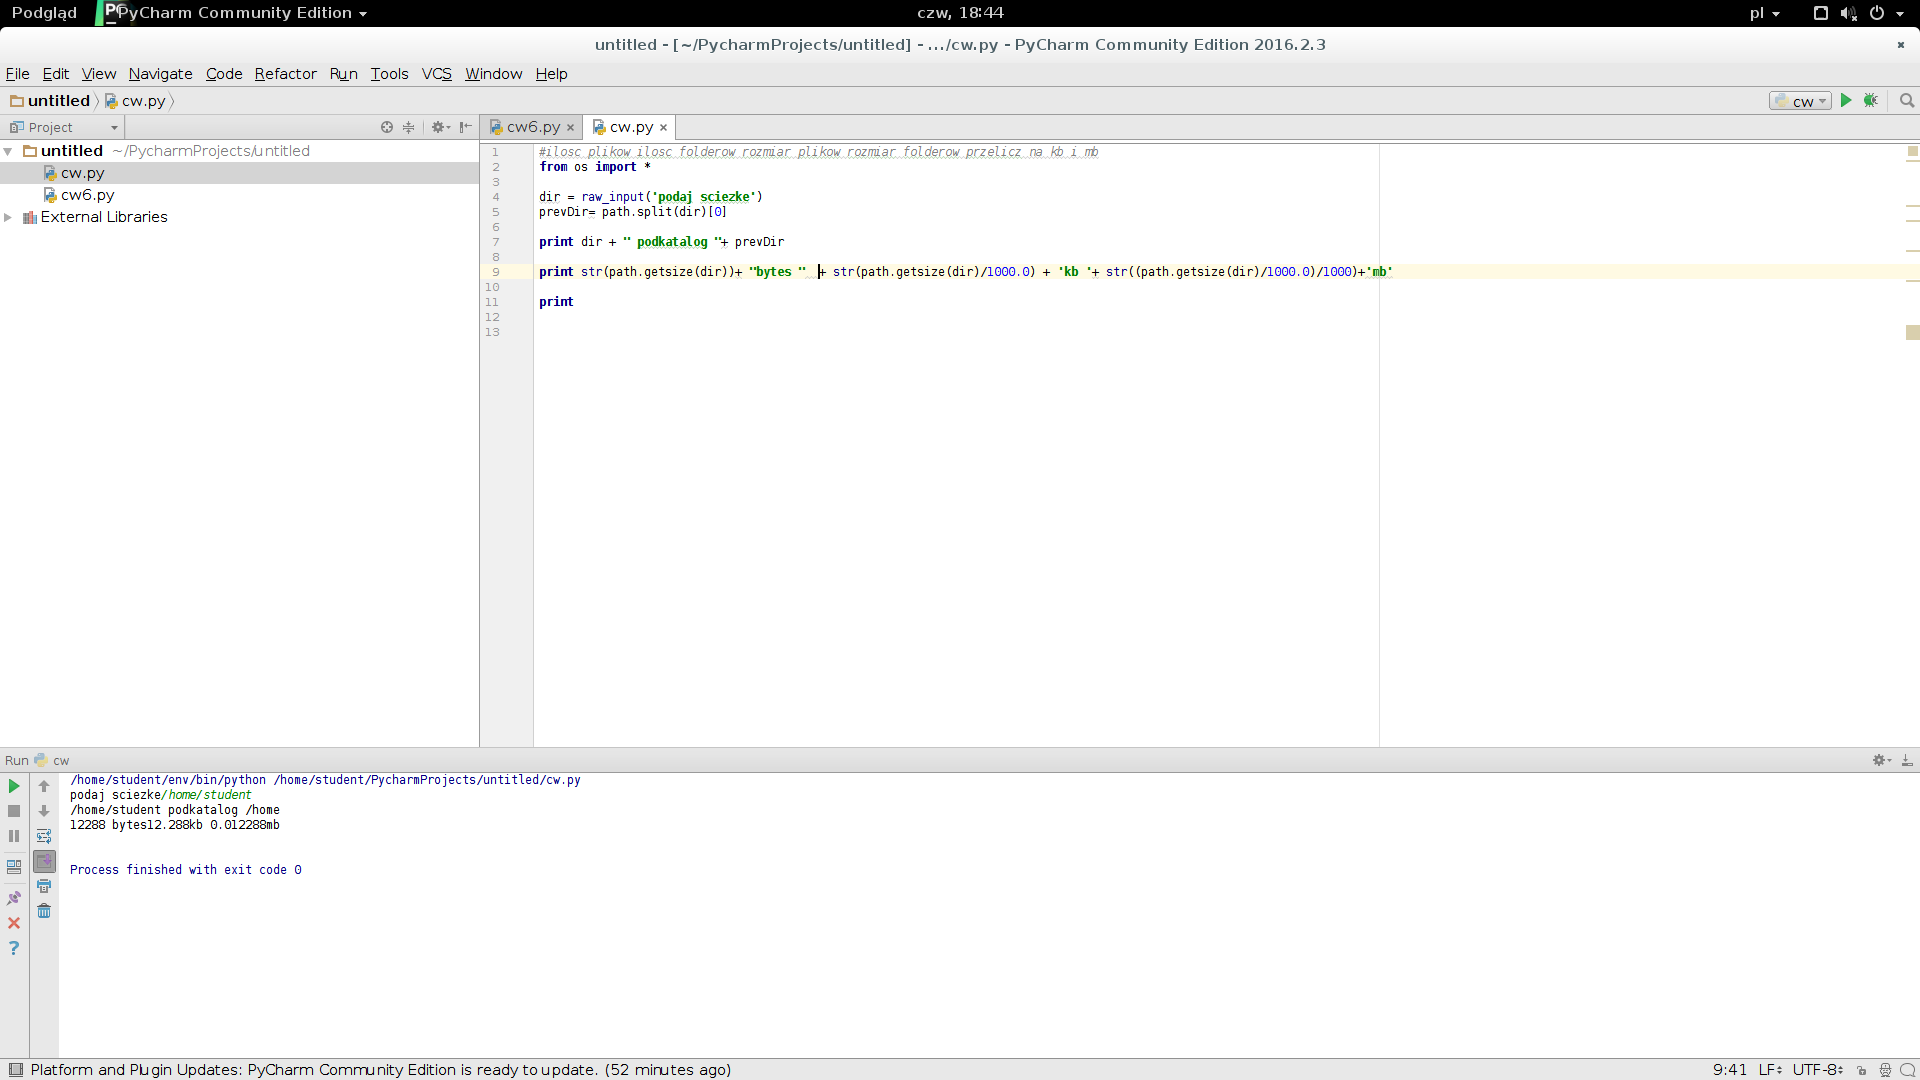 Podgląd PyCharm Community Edition czw, 18:44 pl
untitled - [~/PycharmProjects/untitled] - .../cw.py - PyCharm Community Edition 2016.2.3
File Edit View Navigate Code Refactor Run Tools VCS Window Help
untitled cw.py cw
Project cw6.py cw.py
untitled ~/PycharmProjects/untitled
cw.py
cw6.py
External Libraries
1 #ilosc plikow ilosc folderow rozmiar plikow rozmiar folderow przelicz na kb i mb
2 from os import *
3
4 dir = raw_input('podaj sciezke')
5 prevDir= path.split(dir)[0]
6
7 print dir + " podkatalog "+ prevDir
8
9 print str(path.getsize(dir))+ "bytes "  + str(path.getsize(dir)/1000.0) + 'kb '+ str((path.getsize(dir)/1000.0)/1000)+'mb'
10
11 print
12
13
Run cw
/home/student/env/bin/python /home/student/PycharmProjects/untitled/cw.py
podaj sciezke/home/student
/home/student podkatalog /home
12288 bytes12.288kb 0.012288mb
Process finished with exit code 0
Platform and Plugin Updates: PyCharm Community Edition is ready to update. (52 minutes ago) 9:41 LF UTF-8